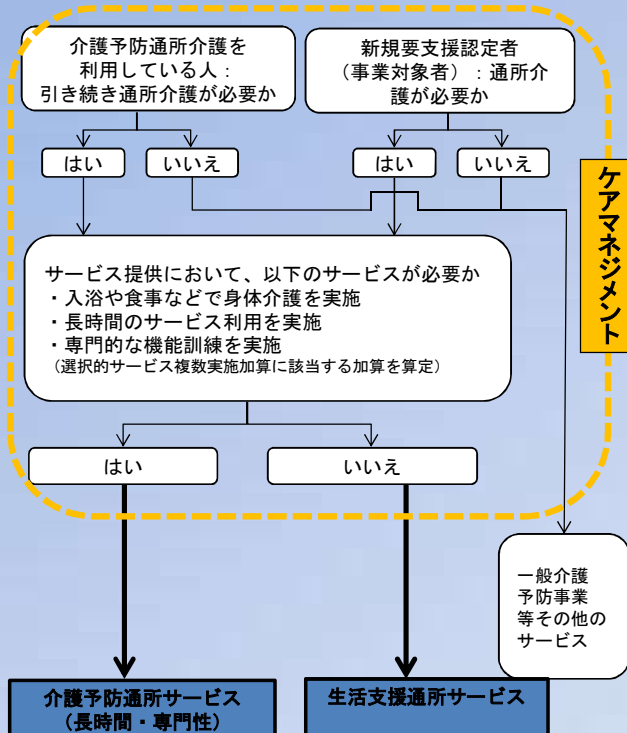 介護予防通所介護を
利用している人：
引き続き通所介護が必要か
新規要支援認定者
（事業対象者）：通所介
護が必要か
はい
いいえ
はい
いいえ
ケアマネジメント
サービス提供において、以下のサービスが必要か
・入浴や食事などで身体介護を実施
・長時間のサービス利用を実施
・専門的な機能訓練を実施
（選択的サービス複数実施加算に該当する加算を算定）
はい
いいえ
一般介護
予防事業
等その他の
サービス
介護予防通所サービス
（長時間・専門性）
生活支援通所サービス